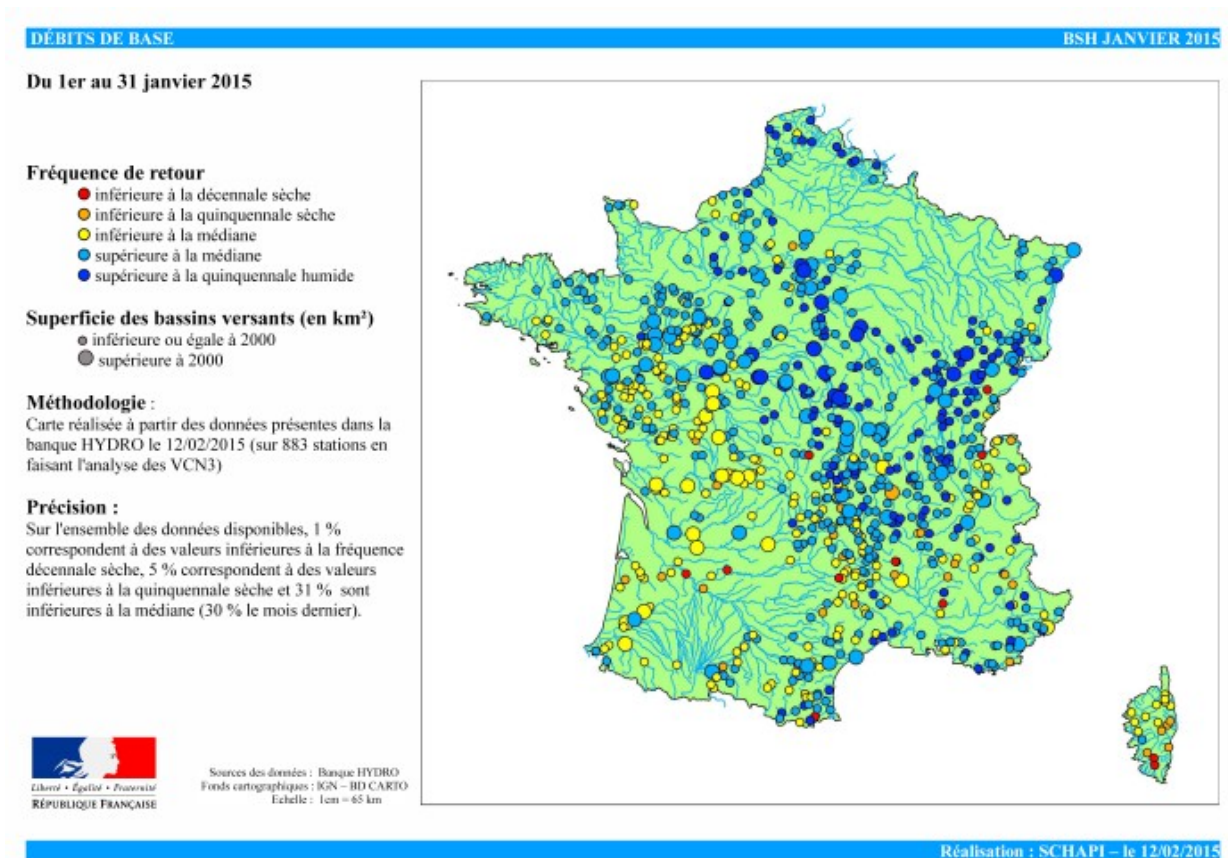 DÉBITS DE BASE
BSH JANVIER 2015
Du 1er au 31 janvier 2015
Fréquence de retour
inférieure à la décennale sèche
inférieure à la quinquennale sèche
inférieure à la médiane
supérieure à la médiane
supérieure à la quinquennale humide
Superficie des bassins versants (en km²)
inférieure ou égale à 2000
supérieure à 2000
Méthodologie :
Carte réalisée à partir des données présentes dans la
banque HYDRO le 12/02/2015 (sur 883 stations en
faisant l'analyse des VCN3)
Précision :
Sur l'ensemble des données disponibles, 1 %
correspondent à des valeurs inférieures à la fréquence
décennale sèche, 5 % correspondent à des valeurs
inférieures à la quinquennale sèche et 31 % sont
inférieures à la médiane (30 % le mois dernier).
Liberté • Égalité • Fraternité
RÉPUBLIQUE FRANÇAISE
Sources des données : Banque HYDRO
Fonds cartographiques : IGN – BD CARTO
Echelle : 1cm = 65 km
Réalisation : SCHAPI – le 12/02/2015